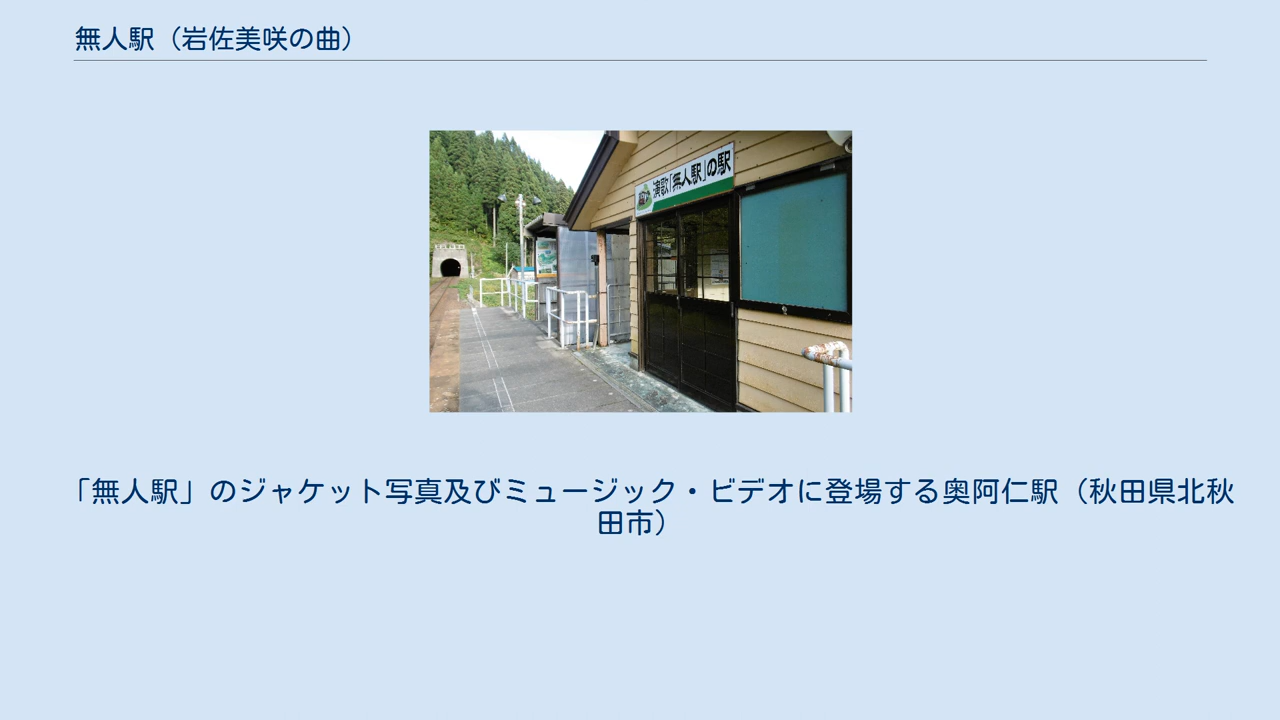 無人駅（岩佐美咲の曲）
演歌「無人駅」の駅
「無人駅」のジャケット写真及びミュージック・ビデオに登場する奥阿仁駅（秋田県北秋
田市）